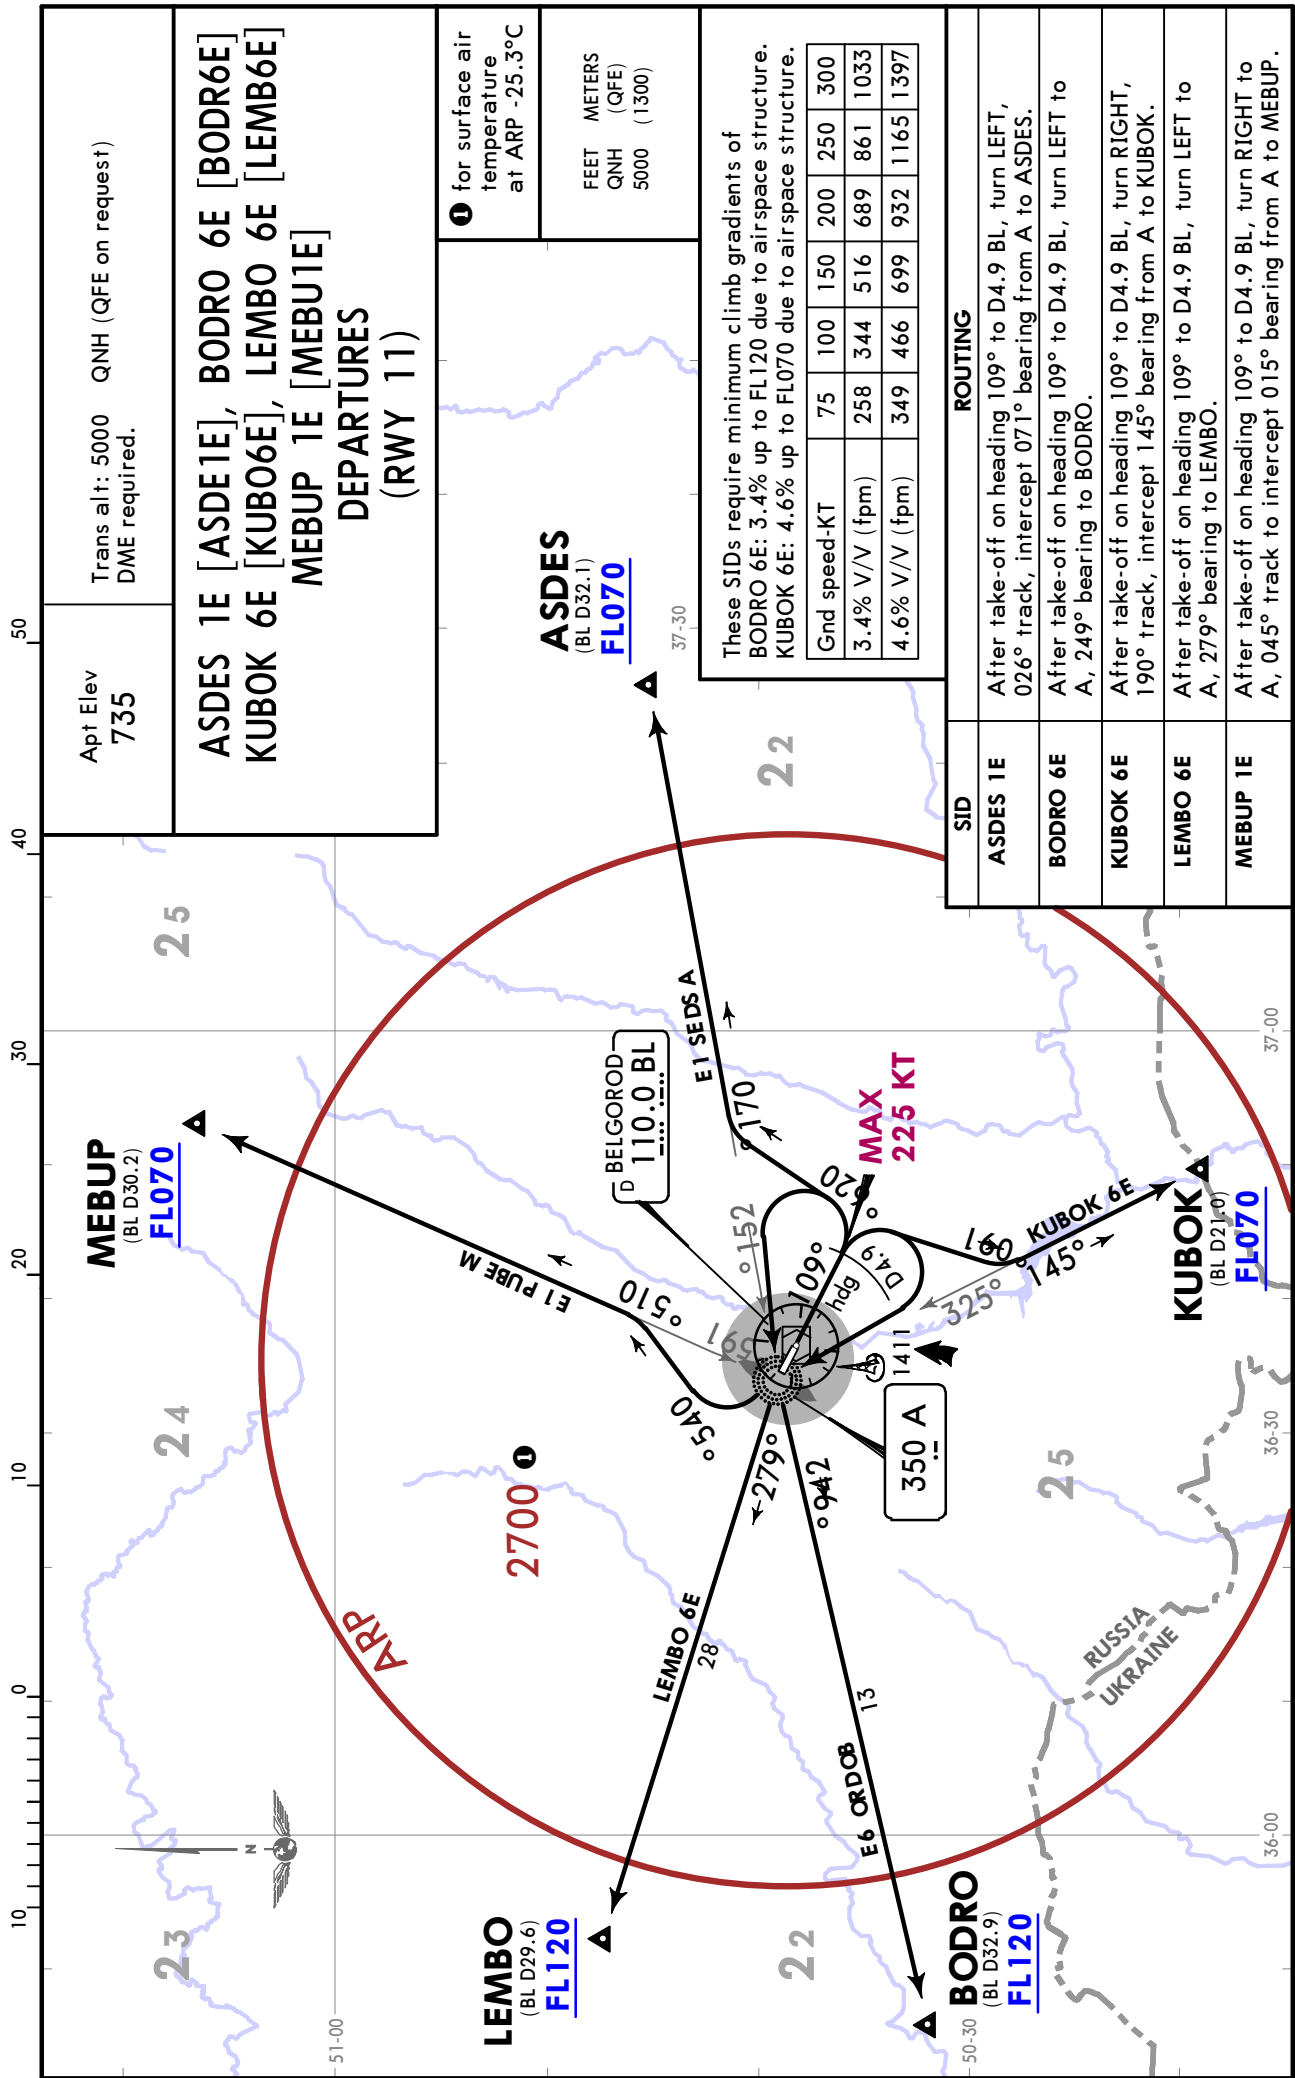 Apt Elev
735
Trans alt: 5000 QNH (QFE on request)
DME required.
ASDES 1E [ASDE1E], BODRO 6E [BODR6E]
KUBOK 6E [KUBO6E], LEMBO 6E [LEMB6E]
MEBUP 1E [MEBU1E]
DEPARTURES
(RWY 11)
1 for surface air
temperature
at ARP -25.3°C
FEET METERS
QNH (QFE)
5000 (1300)
10 0 10 20 30 40 50
23
24
25
22
22
25
N
51-00
50-30
36-00
36-30
37-00
37-30
ARP
2700 1
MEBUP
(BL D30.2)
FL070
LEMBO
(BL D29.6)
FL120
BODRO
(BL D32.9)
FL120
KUBOK
(BL D21.0)
FL070
ASDES
(BL D32.1)
FL070
D BELGOROD
110.0 BL
350 A
1411
MAX
225 KT
hdg
109°
D4.9
E1 PUBE M
°510
°540
591
°152
E1 SEDS A
°170
°620
LEMBO 6E
28
279°
E6 ORDOB
13
°942
KUBOK 6E
°091
145°
325°
RUSSIA
UKRAINE
These SIDs require minimum climb gradients of
BODRO 6E: 3.4% up to FL120 due to airspace structure.
KUBOK 6E: 4.6% up to FL070 due to airspace structure.
Gnd speed-KT 75 100 150 200 250 300
3.4% V/V (fpm) 258 344 516 689 861 1033
4.6% V/V (fpm) 349 466 699 932 1165 1397
SID ROUTING
ASDES 1E After take-off on heading 109° to D4.9 BL, turn LEFT,
026° track, intercept 071° bearing from A to ASDES.
BODRO 6E After take-off on heading 109° to D4.9 BL, turn LEFT to
A, 249° bearing to BODRO.
KUBOK 6E After take-off on heading 109° to D4.9 BL, turn RIGHT,
190° track, intercept 145° bearing from A to KUBOK.
LEMBO 6E After take-off on heading 109° to D4.9 BL, turn LEFT to
A, 279° bearing to LEMBO.
MEBUP 1E After take-off on heading 109° to D4.9 BL, turn RIGHT to
A, 045° track to intercept 015° bearing from A to MEBUP.